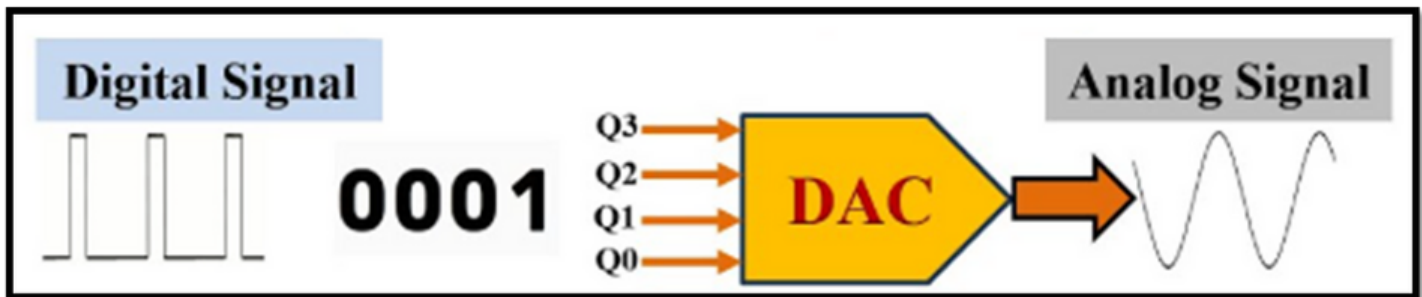 Digital Signal
Analog Signal
0001
Q3
Q2
Q1
Q0
DAC